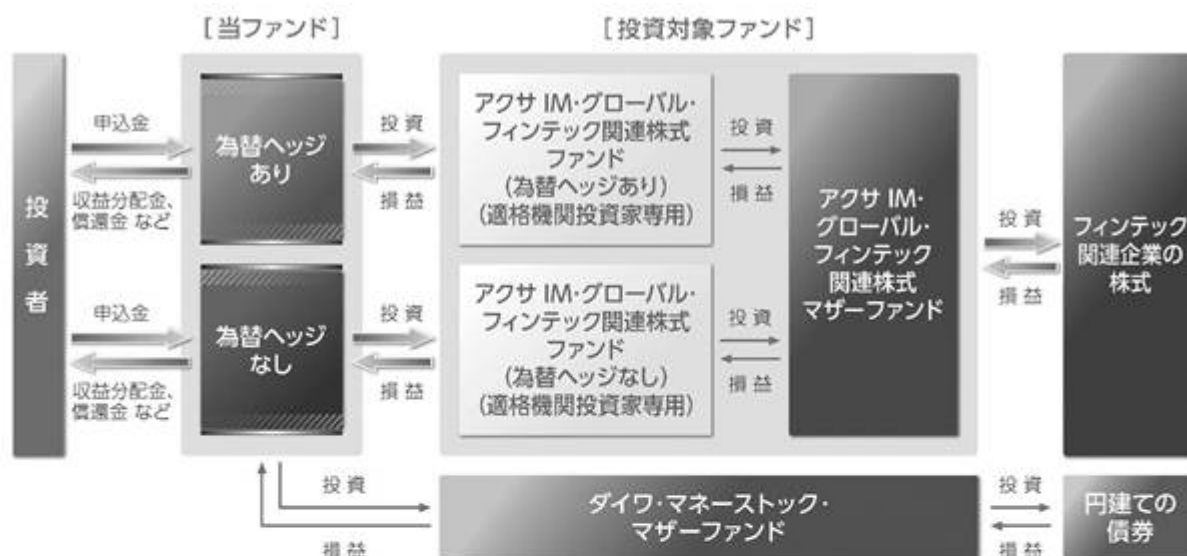 [当ファンド]
[投資対象ファンド]
投資者
申込金
収益分配金、
償還金 など
為替ヘッジ
あり
投 資
損 益
アクサ IM・グローバル・
フィンテック関連株式
ファンド
(為替ヘッジあり)
(適格機関投資家専用)
投 資
損 益
申込金
収益分配金、
償還金 など
為替ヘッジ
なし
投 資
損 益
アクサ IM・グローバル・
フィンテック関連株式
ファンド
(為替ヘッジなし)
(適格機関投資家専用)
投 資
損 益
アクサ IM・
グローバル・
フィンテック
関連株式
マザーファンド
投 資
損 益
フィンテック
関連企業の
株式
投 資
損 益
ダイワ・マネーストック・
マザーファンド
投 資
損 益
円建ての
債券